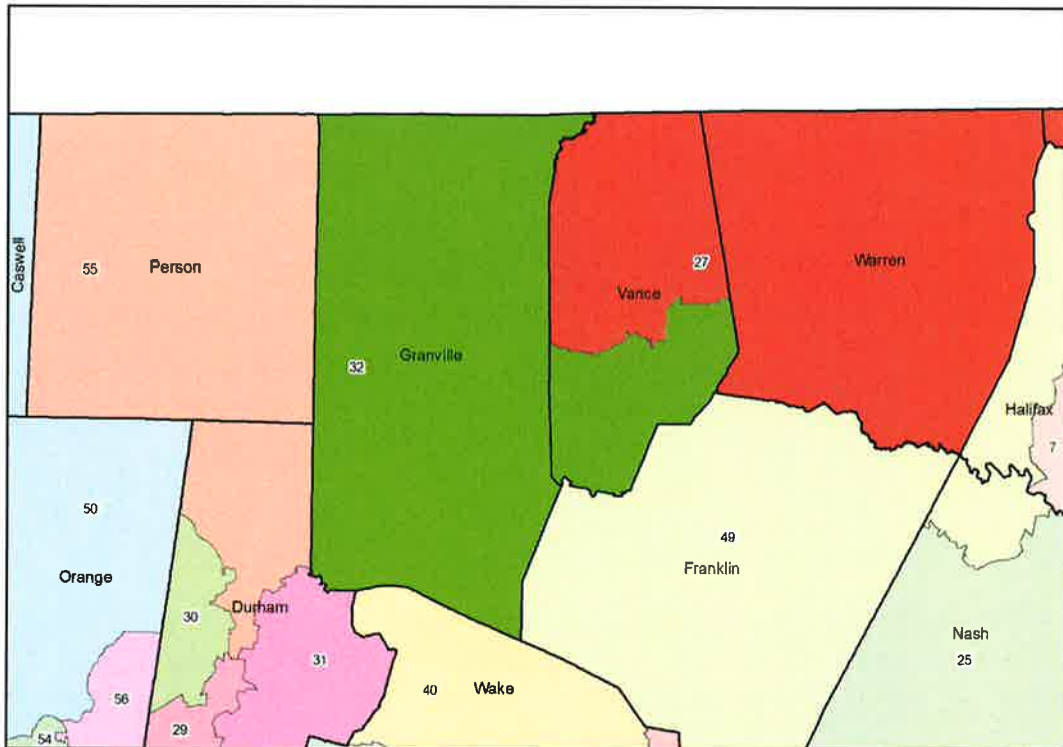 Caswell
55
Person
32
Granville
27
Vance
Warren
Halifax
7
50
Orange
30
Durham
31
56
54
29
40
Wake
49
Franklin
Nash
25